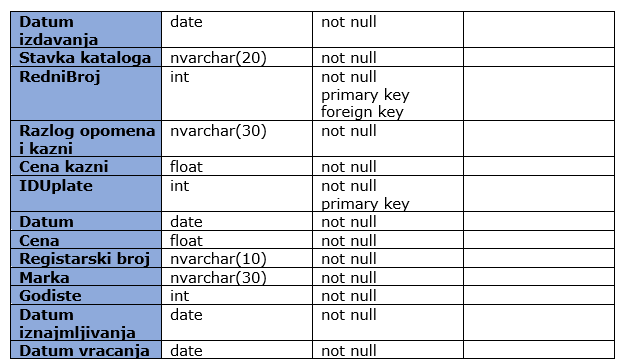 Datum izdavanja date not null
Stavka kataloga nvarchar(20) not null
RedniBroj int not null
primary key
foreign key
Razlog opomena i kazni nvarchar(30) not null
Cena kazni float not null
IDUplate int not null
primary key
Datum date not null
Cena float not null
Registarski broj nvarchar(10) not null
Marka nvarchar(30) not null
Godiste int not null
Datum iznajmljivanja date not null
Datum vracanja date not null